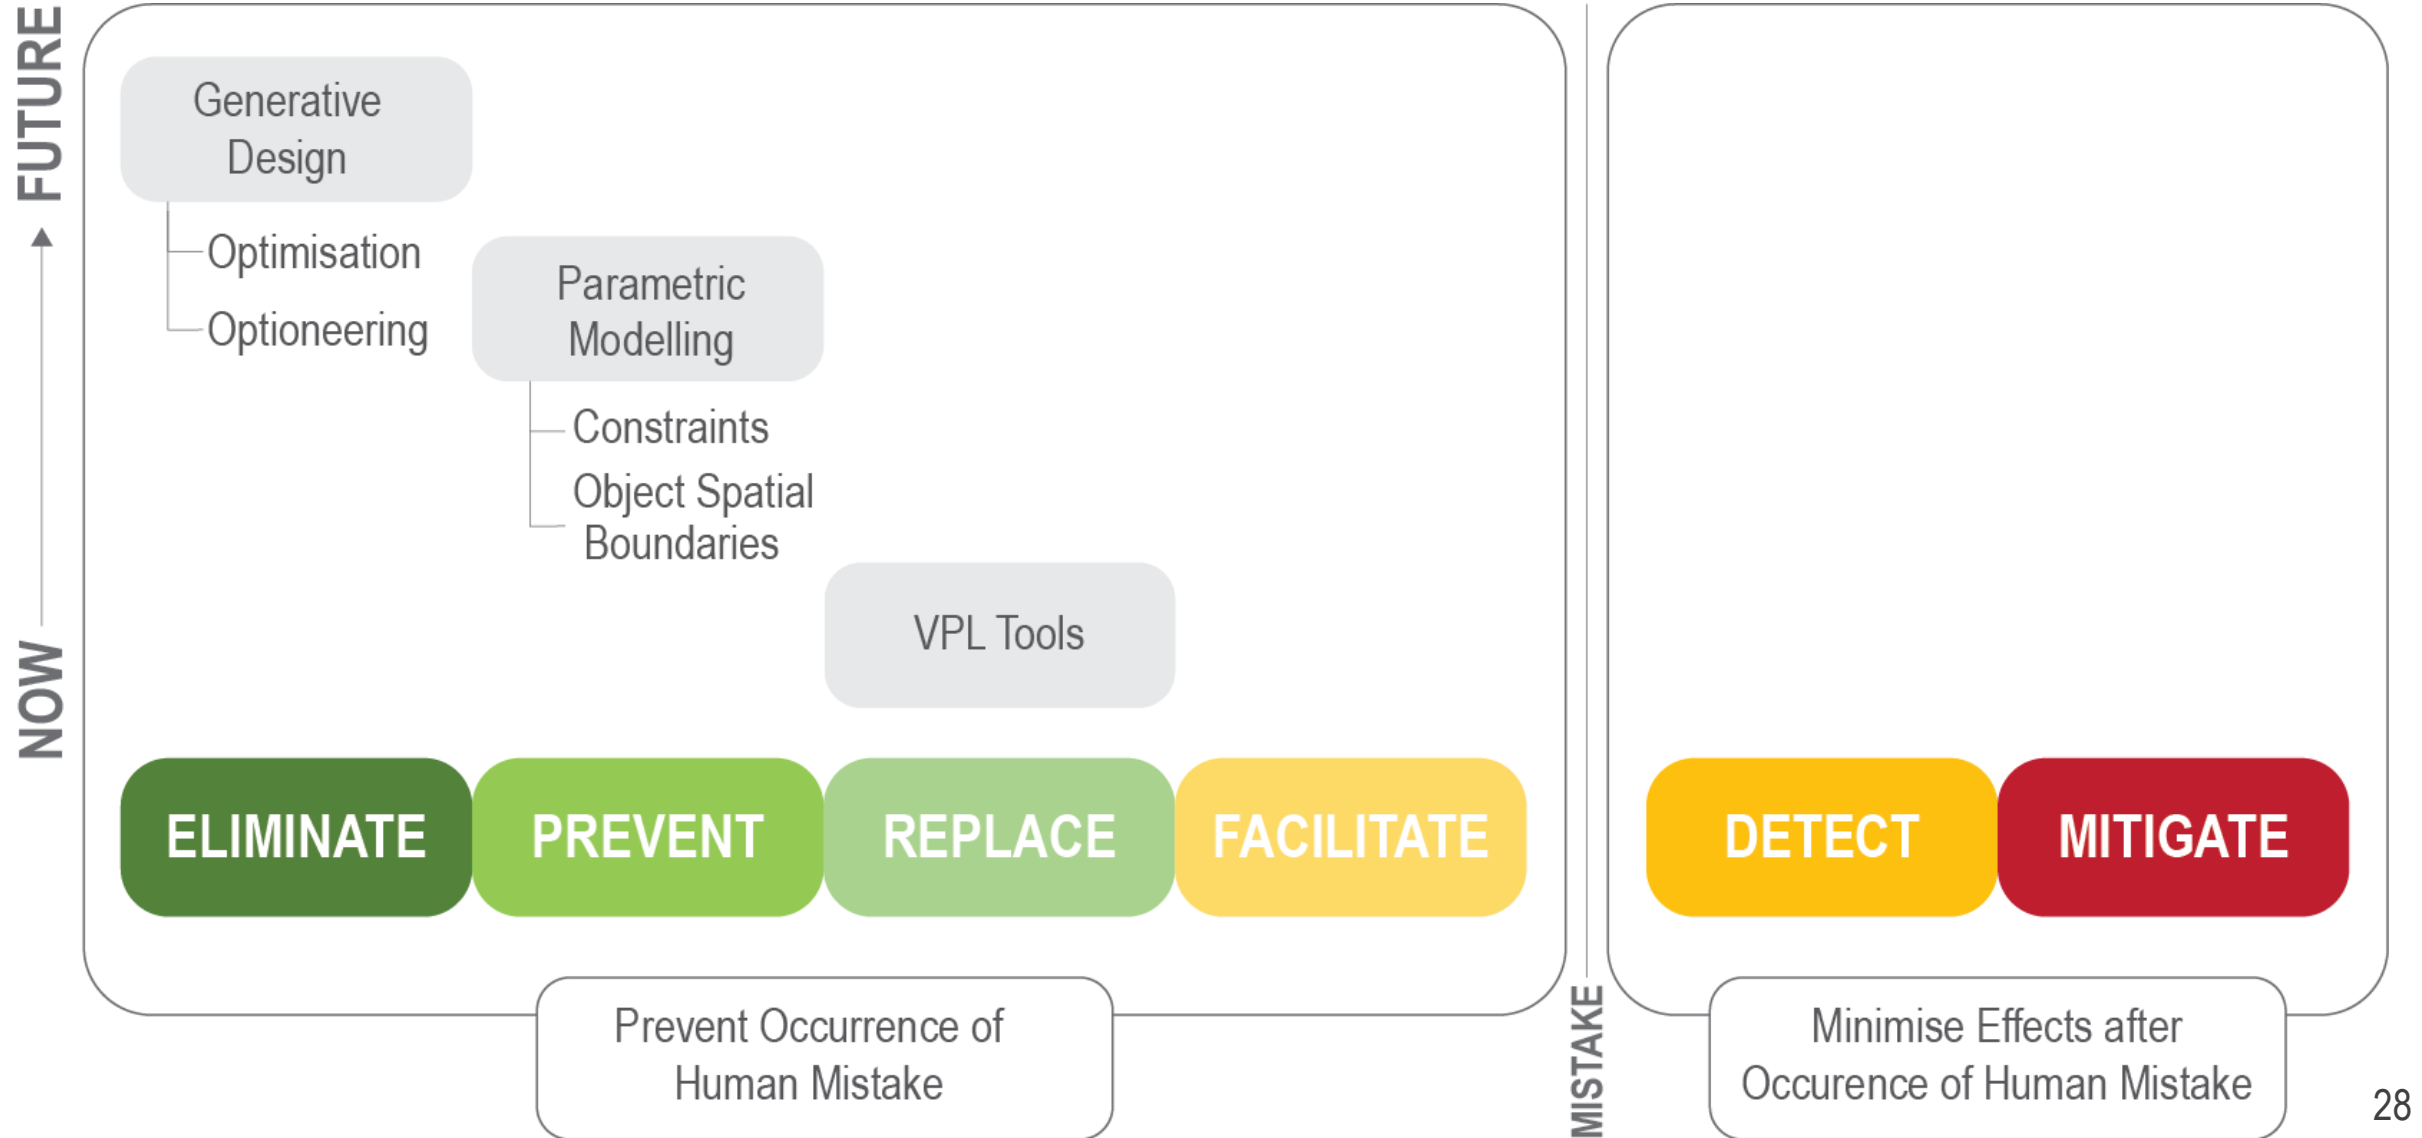 FUTURE
NOW
Generative
Design
Optimisation
Optioneering
Parametric
Modelling
Constraints
Object Spatial
Boundaries
VPL Tools
ELIMINATE
PREVENT
REPLACE
FACILITATE
DETECT
MITIGATE
Prevent Occurrence of
Human Mistake
MISTAKE
Minimise Effects after
Occurence of Human Mistake
28